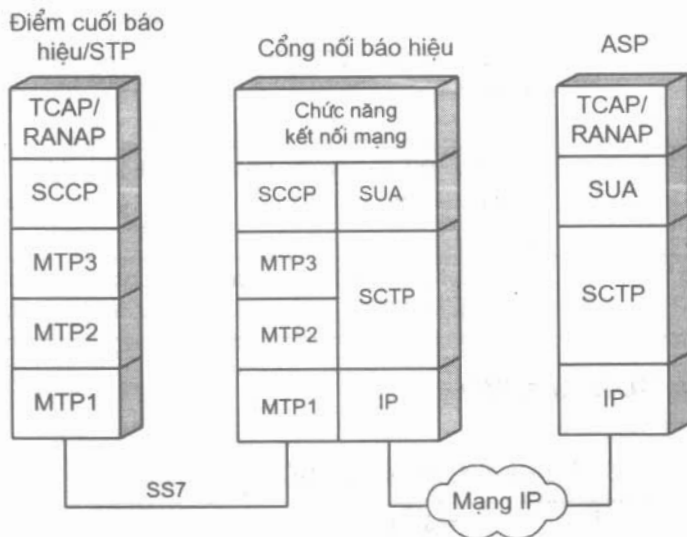 Điểm cuối báo
hiệu/STP
Cổng nối báo hiệu
ASP
TCAP/
RANAP
SCCP
MTP3
MTP2
MTP1
Chức năng
kết nối mạng
SCCP
SUA
MTP3
SCTP
MTP2
MTP1
IP
TCAP/
RANAP
SUA
SCTP
IP
SS7
Mạng IP